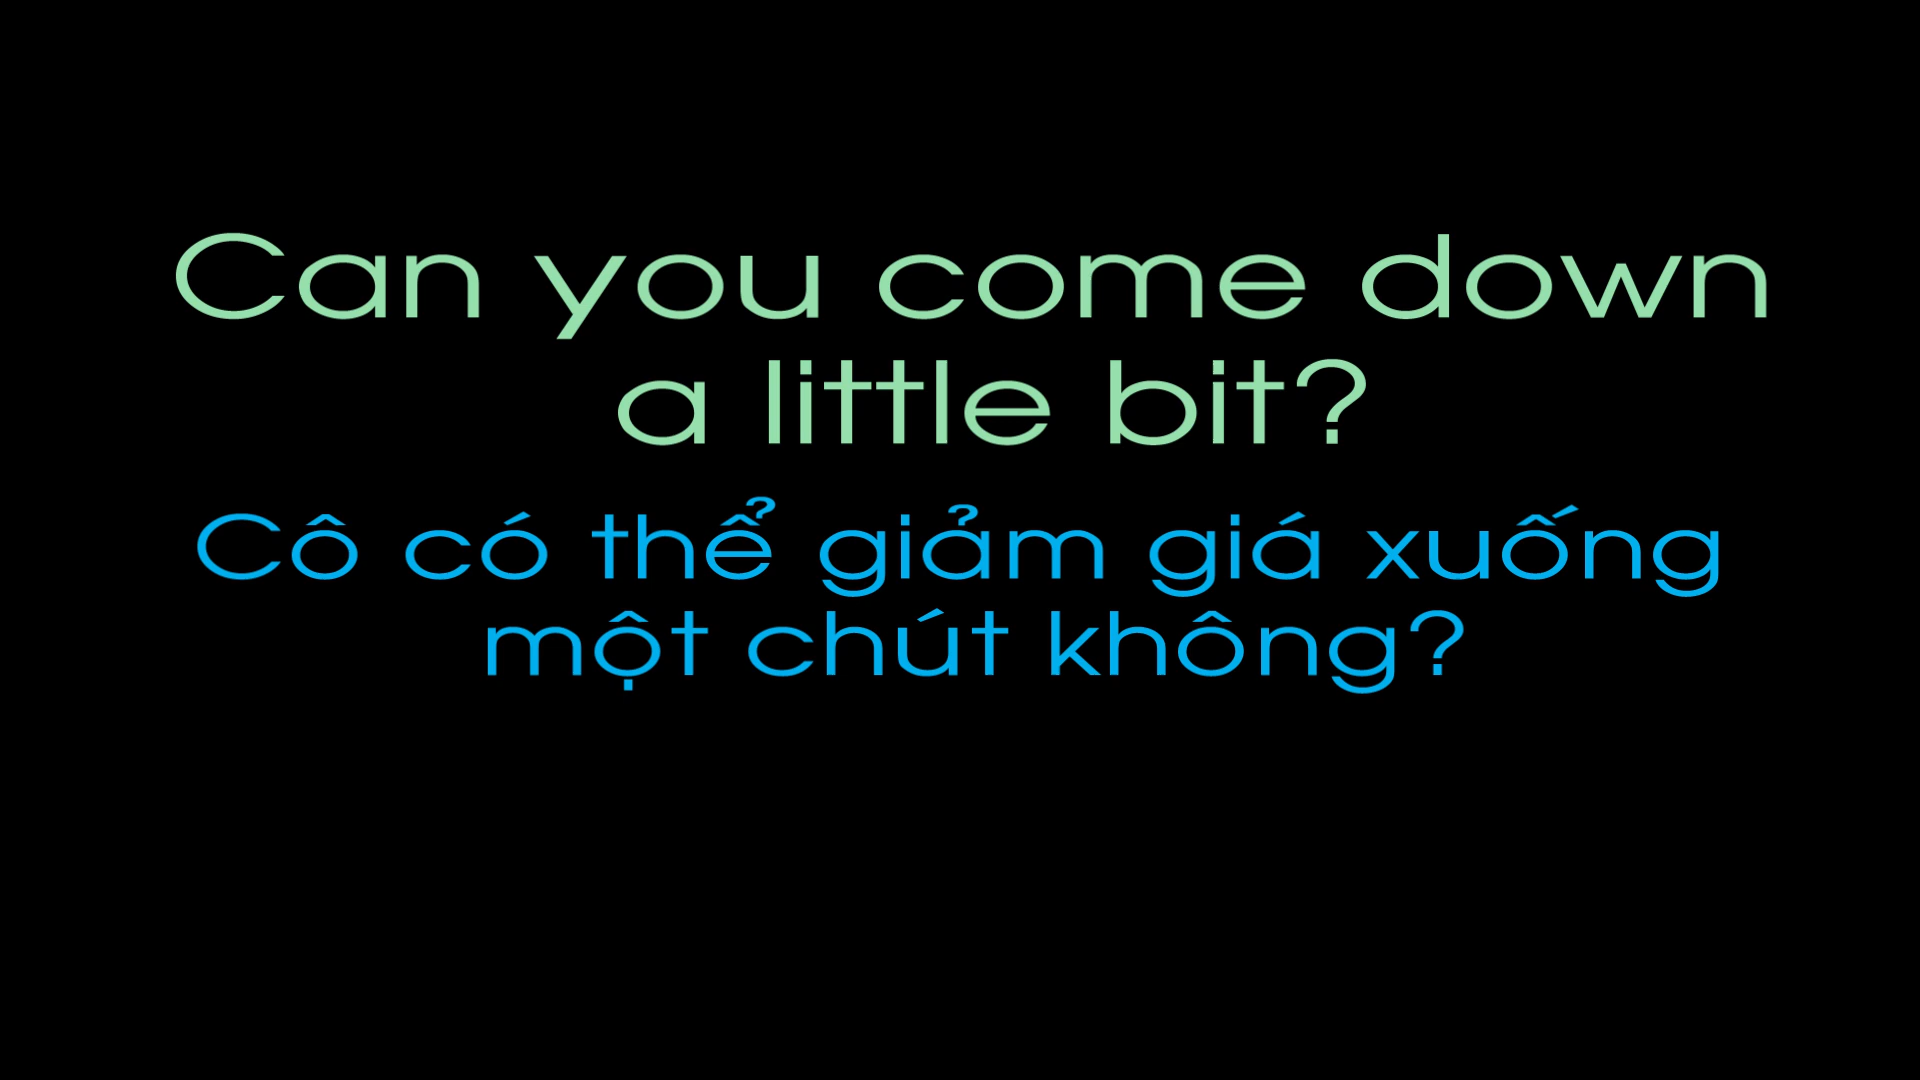 Can you come down
a little bit?
Cô có thể giảm giá xuống
một chút không?